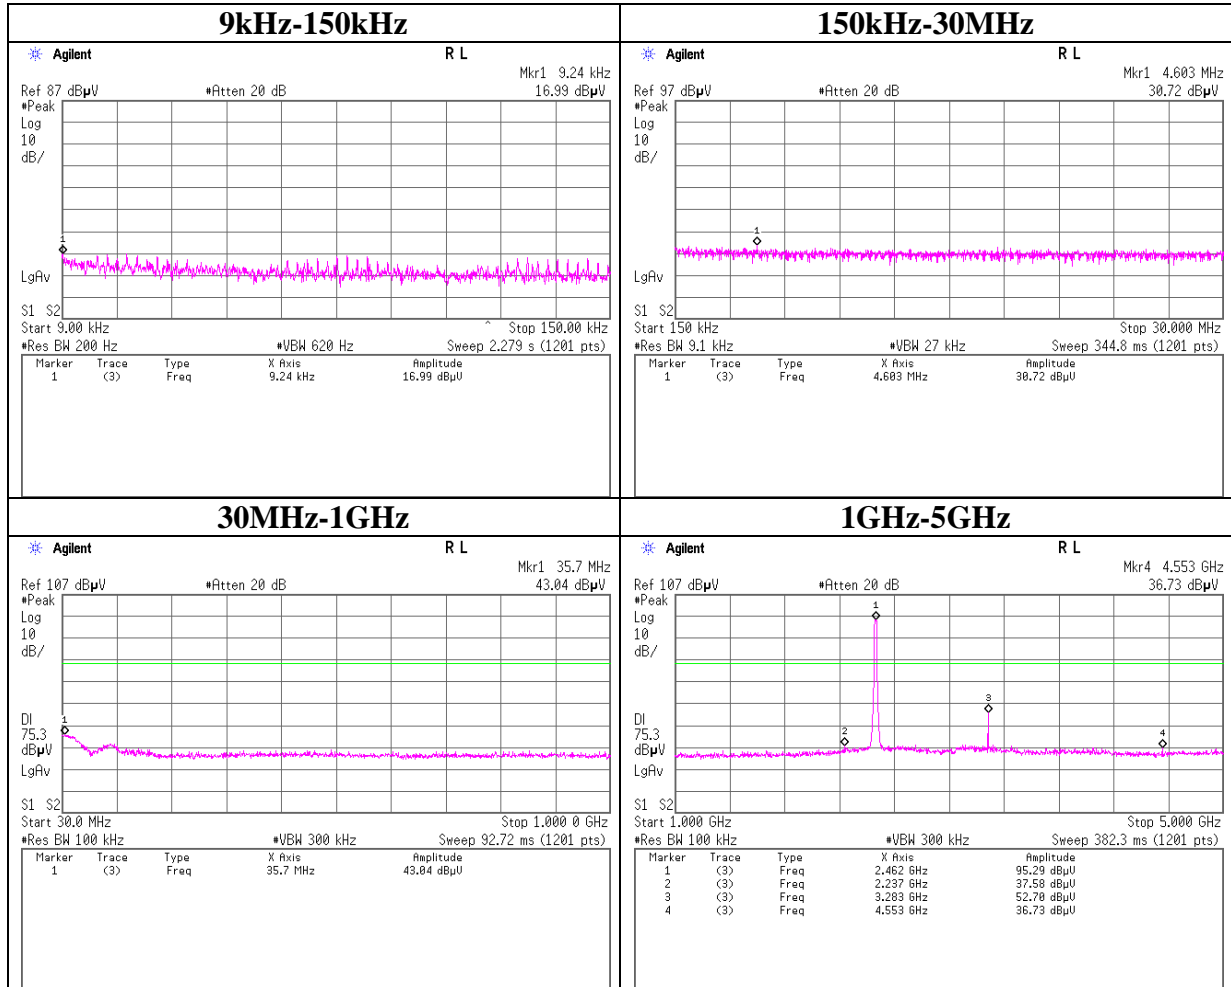 9kHz-150kHz
Agilent R L
Mkr1 9.24 kHz
Ref 87 dBµV #Atten 20 dB 16.99 dBµV
#Peak
Log
10
dB/
1
LgAv
S1 S2
Start 9.00 kHz ^ Stop 150.00 kHz
#Res BW 200 Hz #VBW 620 Hz Sweep 2.279 s (1201 pts)
Marker Trace Type X Axis Amplitude
1 (3) Freq 9.24 kHz 16.99 dBµV
150kHz-30MHz
Agilent R L
Mkr1 4.603 MHz
Ref 97 dBµV #Atten 20 dB 30.72 dBµV
#Peak
Log
10
dB/
1
LgAv
S1 S2
Start 150 kHz Stop 30.000 MHz
#Res BW 9.1 kHz #VBW 27 kHz Sweep 344.8 ms (1201 pts)
Marker Trace Type X Axis Amplitude
1 (3) Freq 4.603 MHz 30.72 dBµV
30MHz-1GHz
Agilent R L
Mkr1 35.7 MHz
Ref 107 dBµV #Atten 20 dB 43.04 dBµV
#Peak
Log
10
dB/
1
DI
75.3
dBµV
LgAv
S1 S2
Start 30.0 MHz Stop 1.000 0 GHz
#Res BW 100 kHz #VBW 300 kHz Sweep 92.72 ms (1201 pts)
Marker Trace Type X Axis Amplitude
1 (3) Freq 35.7 MHz 43.04 dBµV
1GHz-5GHz
Agilent R L
Mkr4 4.553 GHz
Ref 107 dBµV #Atten 20 dB 36.73 dBµV
#Peak
Log
10
dB/
1
3
2
4
DI
75.3
dBµV
LgAv
S1 S2
Start 1.000 GHz Stop 5.000 GHz
#Res BW 100 kHz #VBW 300 kHz Sweep 382.3 ms (1201 pts)
Marker Trace Type X Axis Amplitude
1 (3) Freq 2.462 GHz 95.29 dBµV
2 (3) Freq 2.237 GHz 37.58 dBµV
3 (3) Freq 3.283 GHz 52.70 dBµV
4 (3) Freq 4.553 GHz 36.73 dBµV